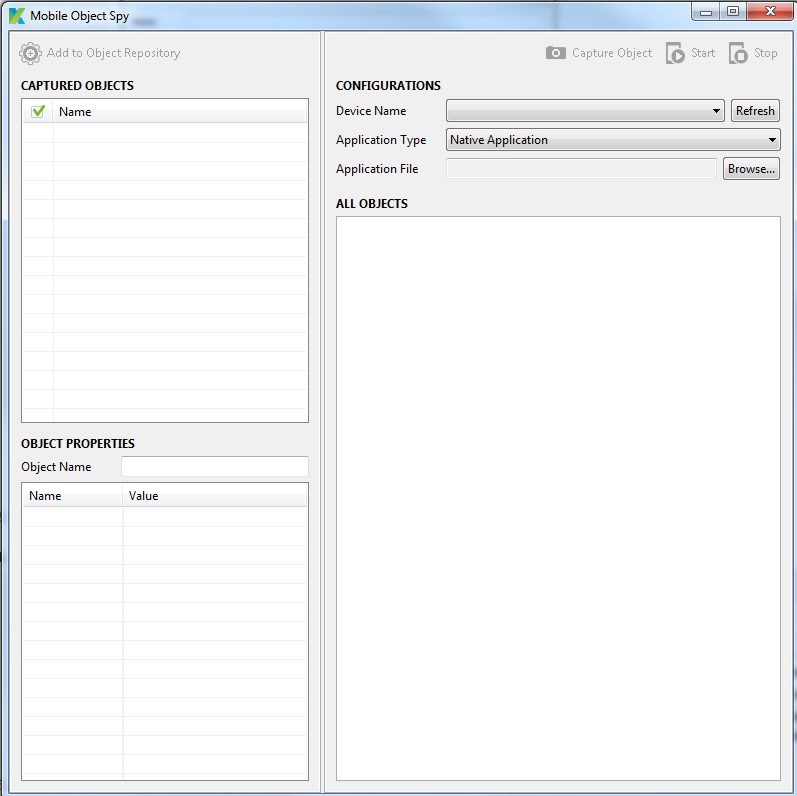 Mobile Object Spy
Add to Object Repository
Capture Object Start Stop
CAPTURED OBJECTS
Name
OBJECT PROPERTIES
Object Name
Name Value
CONFIGURATIONS
Device Name Refresh
Application Type Native Application
Application File Browse...
ALL OBJECTS